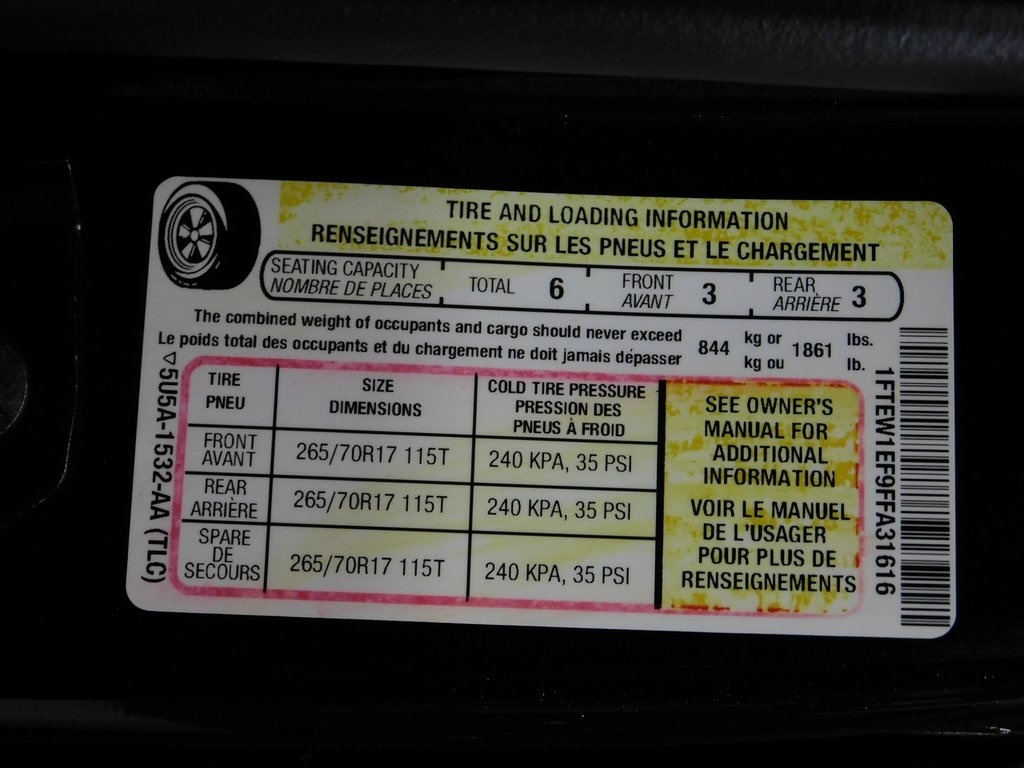 TIRE AND LOADING INFORMATION
RENSEIGNEMENTS SUR LES PNEUS ET LE CHARGEMENT
SEATING CAPACITY
NOMBRE DE PLACES
TOTAL 6
FRONT
AVANT
3
REAR
ARRIÈRE
3
The combined weight of occupants and cargo should never exceed
Le poids total des occupants et du chargement ne doit jamais dépasser
844
kg or
kg ou
1861
lbs.
lb.
TIRE
PNEU
SIZE
DIMENSIONS
COLD TIRE PRESSURE
PRESSION DES
PNEUS À FROID
FRONT
AVANT
265/70R17 115T
240 KPA, 35 PSI
REAR
ARRIÈRE
265/70R17 115T
240 KPA, 35 PSI
SPARE
DE
SECOURS
265/70R17 115T
240 KPA, 35 PSI
SEE OWNER'S
MANUAL FOR
ADDITIONAL
INFORMATION
VOIR LE MANUEL
DE L'USAGER
POUR PLUS DE
RENSEIGNEMENTS
▽5U5A-1532-AA (TLC)
1FTEW1EF9FFA31616